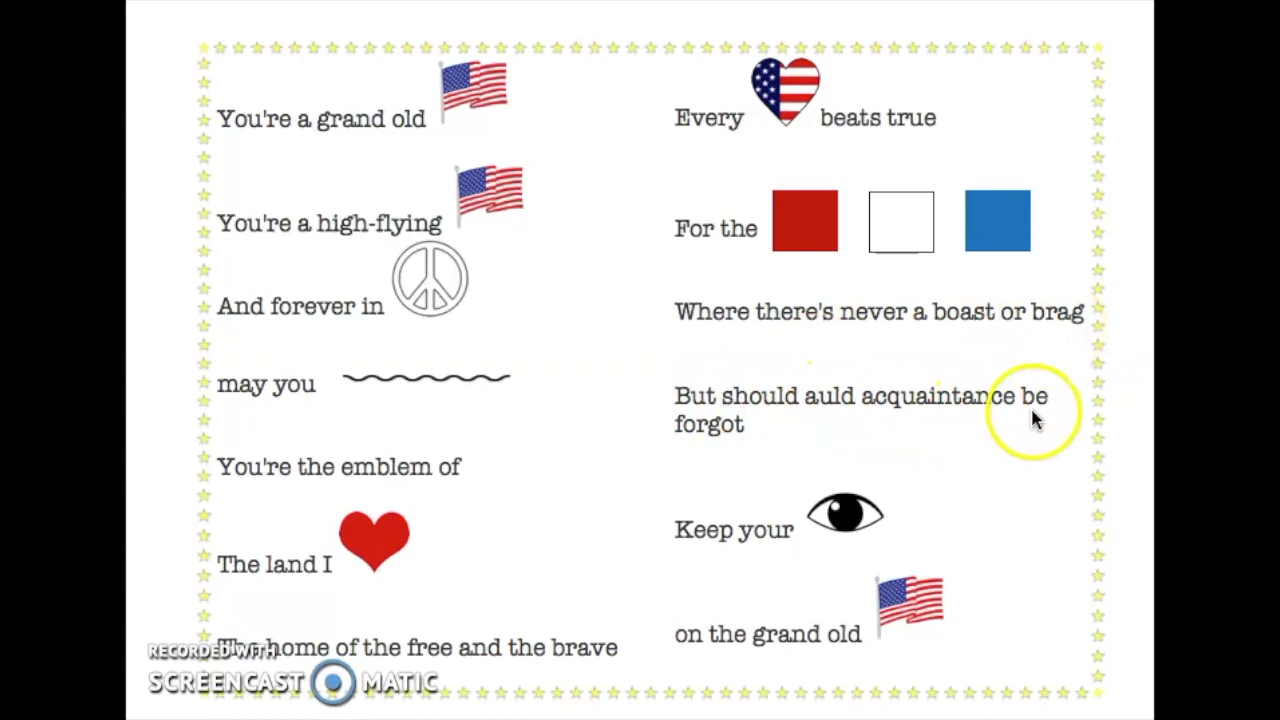 You're a grand old
You're a high-flying
And forever in
may you
You're the emblem of
The land I
The home of the free and the brave
Every beats true
For the
Where there's never a boast or brag
But should auld acquaintance be
forgot
Keep your
on the grand old
RECORDED WITH
SCREENCAST MATIC